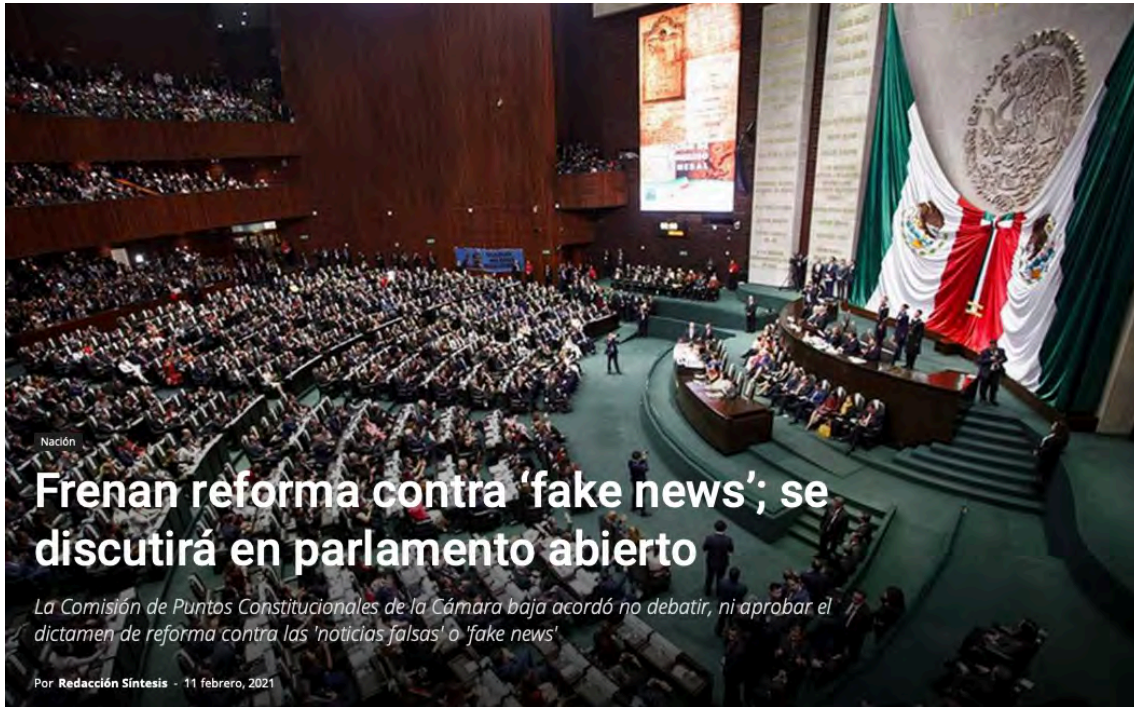 Nación
Frenan reforma contra ‘fake news’; se
discutirá en parlamento abierto
La Comisión de Puntos Constitucionales de la Cámara baja acordó no debatir, ni aprobar el
dictamen de reforma contra las 'noticias falsas' o 'fake news'
Por Redacción Síntesis - 11 febrero, 2021